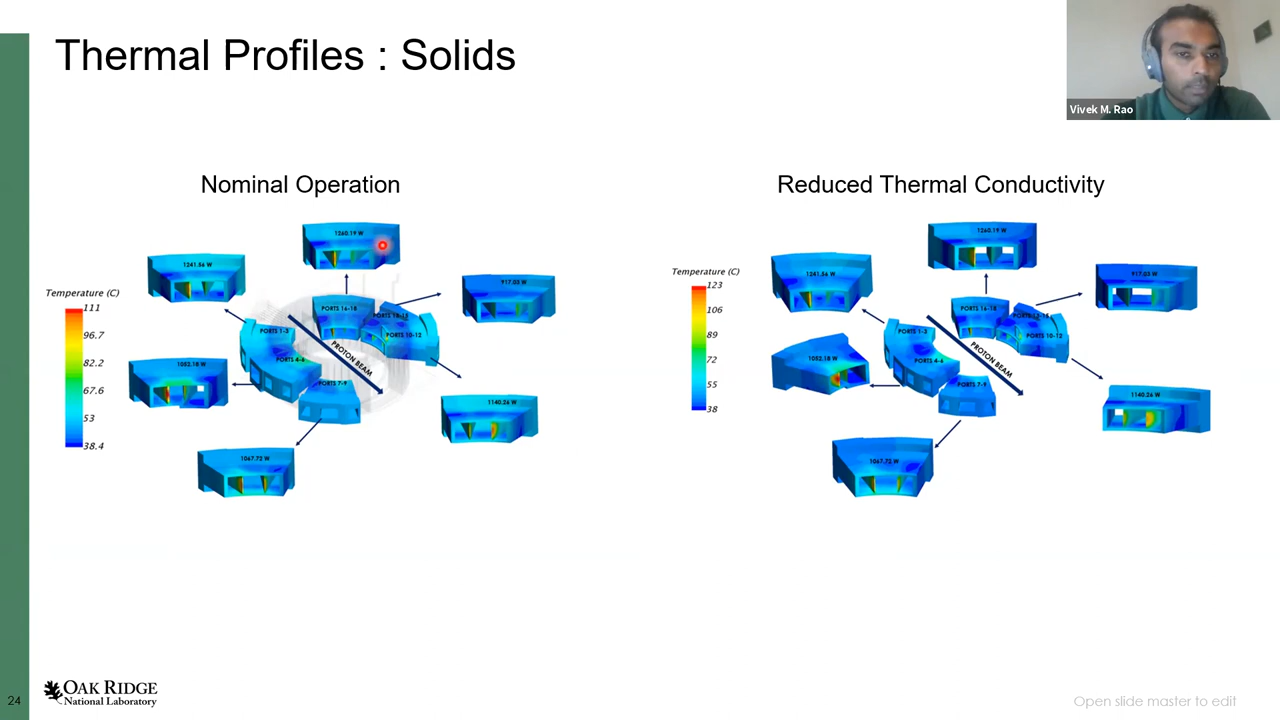 Thermal Profiles : Solids
Vivek M. Rao
Nominal Operation
Reduced Thermal Conductivity
1260.19 W
1241.56 W
917.03 W
Temperature (C)
111
96.7
82.2
67.6
53
38.4
PORTS 16-18
PORTS 1-3
PORTS 10-12
PORTS 4-6
PORTS 7-9
PROTON BEAM
1052.18 W
1140.26 W
1067.72 W
1260.19 W
1241.56 W
917.03 W
Temperature (C)
123
106
89
72
55
38
PORTS 16-18
PORTS 1-3
PORTS 10-12
PORTS 4-6
PORTS 7-9
PROTON BEAM
1052.18 W
1140.26 W
1067.72 W
24
OAK RIDGE
National Laboratory
Open slide master to edit